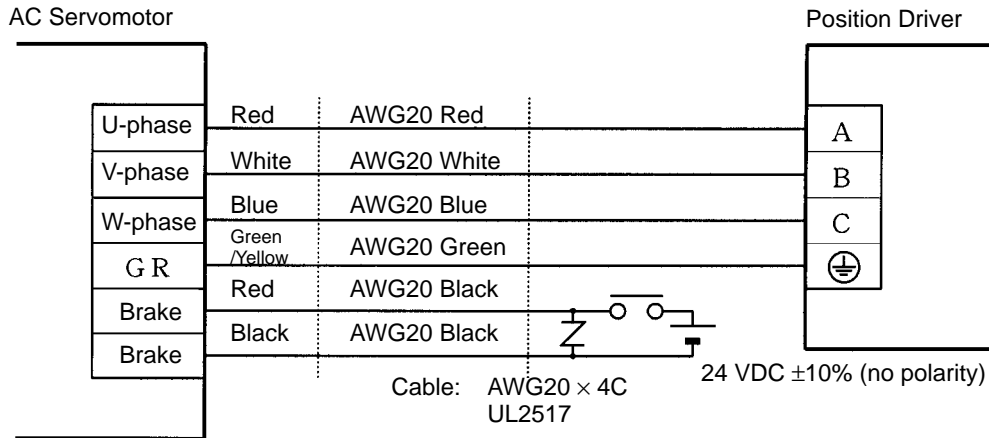 AC Servomotor
Position Driver
U-phase Red AWG20 Red A
V-phase White AWG20 White B
W-phase Blue AWG20 Blue C
G R Green
/Yellow AWG20 Green
Brake Red AWG20 Black
Brake Black AWG20 Black
24 VDC ±10% (no polarity)
Cable: AWG20 × 4C
UL2517